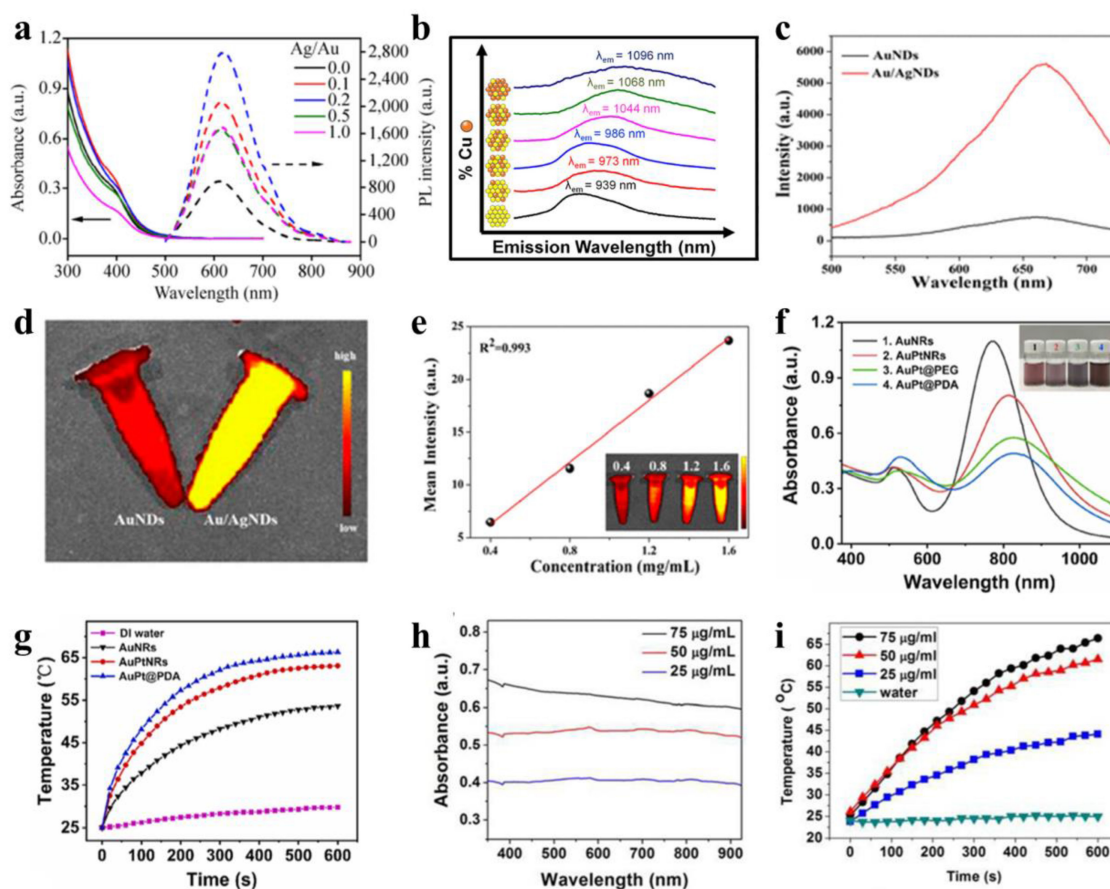 a
Absorbance (a.u.)
1.2
0.9
0.6
0.3
0.0
300 400 500 600 700 800 900
Wavelength (nm)
Ag/Au
0.0
0.1
0.2
0.5
1.0
2,800
2,400
2,000
1,600
1,200
800
400
0
PL intensity (a.u.)
b
% Cu
λem = 1096 nm
λem = 1068 nm
λem = 1044 nm
λem = 986 nm
λem = 973 nm
λem = 939 nm
Emission Wavelength (nm)
c
AuNDs
Au/AgNDs
Intensity (a.u.)
6000
5000
4000
3000
2000
1000
0
500 600 700
Wavelength (nm)
d
high
low
AuNDs
Au/AgNDs
e
R²=0.993
Mean Intensity (a.u.)
25
20
15
10
5
0.4 0.8 1.2 1.6
0.4 0.8 1.2 1.6
Concentration (mg/mL)
f
1. AuNRs
2. AuPtNRs
3. AuPt@PEG
4. AuPt@PDA
1 2 3 4
Absorbance (a.u.)
1.2
0.9
0.6
0.3
0.0
400 600 800 1000
Wavelength (nm)
g
DI water
AuNRs
AuPtNRs
AuPt@PDA
Temperature (℃)
65
55
45
35
25
0 100 200 300 400 500 600
Time (s)
h
75 μg/mL
50 μg/mL
25 μg/mL
Absorbance (a.u.)
0.8
0.7
0.6
0.5
0.4
0.3
400 500 600 700 800 900
Wavelength (nm)
i
75 μg/ml
50 μg/ml
25 μg/ml
water
Temperature (°C)
65
60
55
50
45
40
35
30
25
20
0 100 200 300 400 500 600
Time (s)